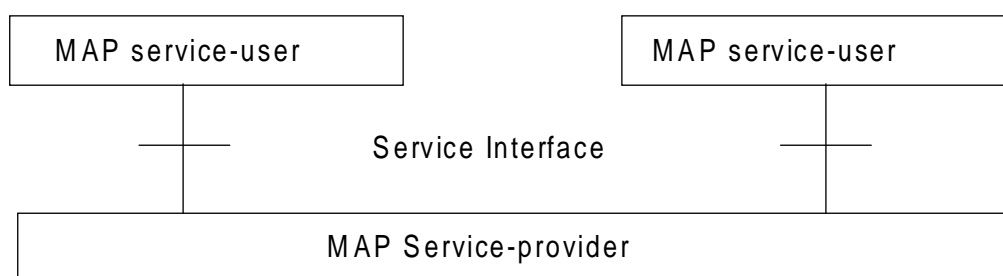 MAP service-user
MAP service-user
Service Interface
MAP Service-provider